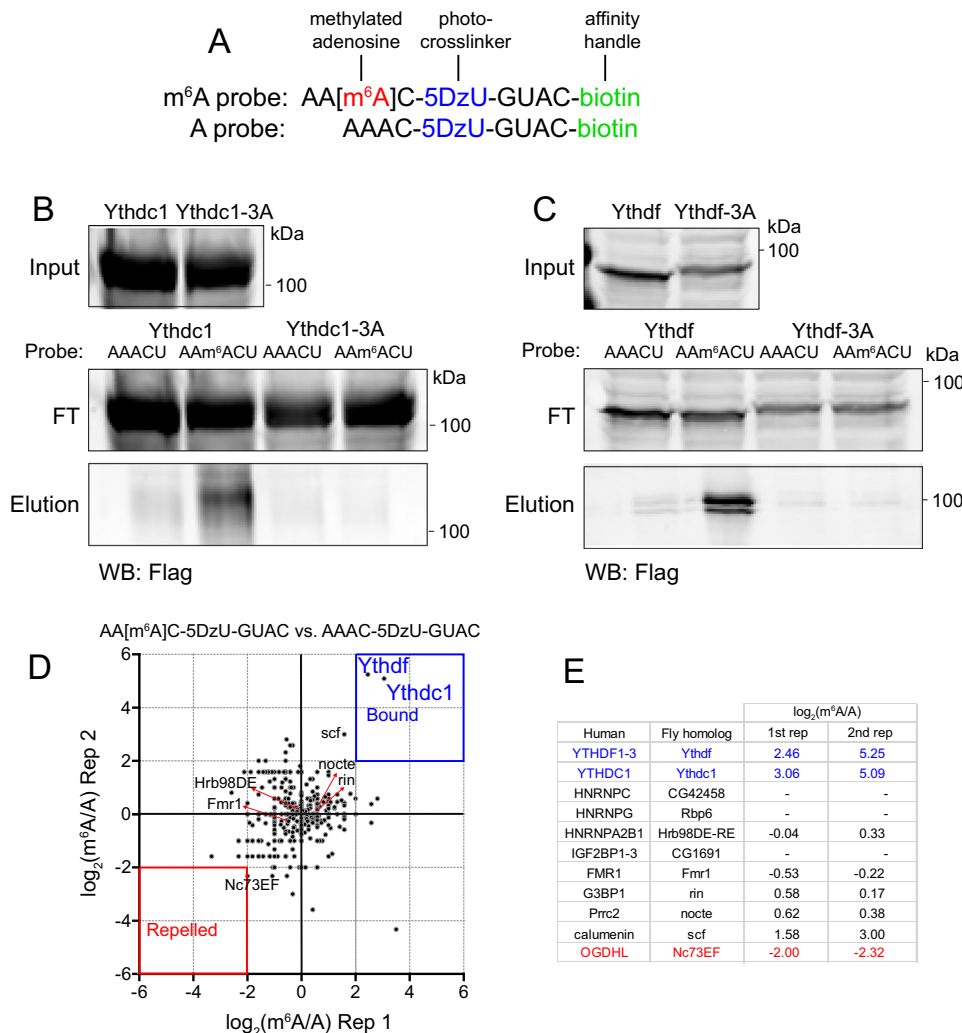 A
methylated adenosine
photo-crosslinker
affinity handle
m⁶A probe: AA[m⁶A]C-5DzU-GUAC-biotin
A probe: AAAC-5DzU-GUAC-biotin
B
Ythdc1 Ythdc1-3A
kDa
Input
- 100
Ythdc1 Ythdc1-3A
Probe: AAACU AAm⁶ACU AAACU AAm⁶ACU
kDa
FT
- 100
Elution
- 100
WB: Flag
C
Ythdf Ythdf-3A
kDa
100
Input
Ythdf Ythdf-3A
Probe: AAACU AAm⁶ACU AAACU AAm⁶ACU
kDa
100
FT
Elution
- 100
WB: Flag
D
AA[m⁶A]C-5DzU-GUAC vs. AAAC-5DzU-GUAC
log₂(m⁶A/A) Rep 2
6
4
2
0
-2
-4
-6
Ythdf
Ythdc1
Bound
scf
nocte
rin
Hrb98DE
Fmr1
Nc73EF
Repelled
-6 -4 -2 0 2 4 6
log₂(m⁶A/A) Rep 1
E
log₂(m⁶A/A)
Human Fly homolog 1st rep 2nd rep
YTHDF1-3 Ythdf 2.46 5.25
YTHDC1 Ythdc1 3.06 5.09
HNRNPC CG42458 - -
HNRNPG Rbp6 - -
HNRNPA2B1 Hrb98DE-RE -0.04 0.33
IGF2BP1-3 CG1691 - -
FMR1 Fmr1 -0.53 -0.22
G3BP1 rin 0.58 0.17
Prrc2 nocte 0.62 0.38
calumenin scf 1.58 3.00
OGDHL Nc73EF -2.00 -2.32